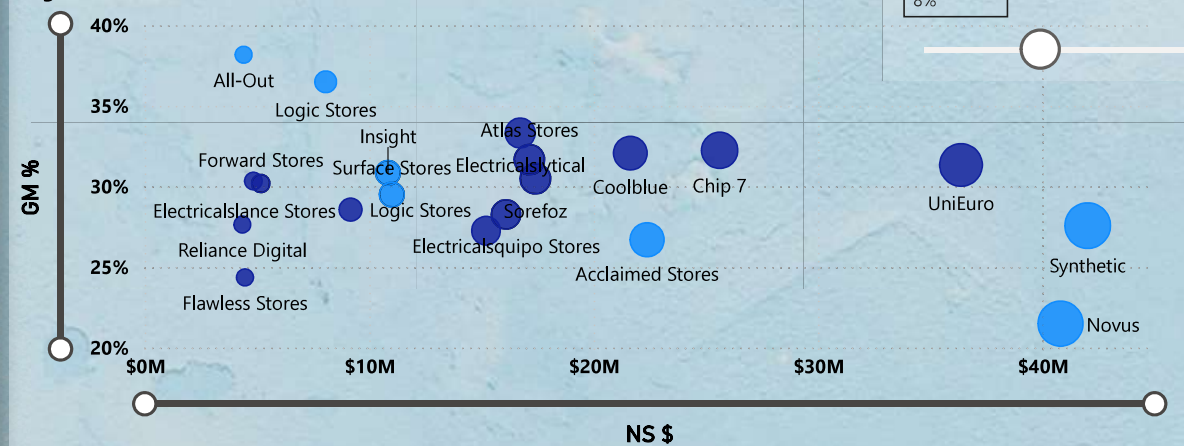 8%
40%
All-Out
35%
Logic Stores
Insight
Atlas Stores
Forward Stores
Surface Stores
Electricalslytical
GM %
30%
Coolblue
Chip 7
UniEuro
Electricalslance Stores
Logic Stores
Sorefoz
Reliance Digital
Electricalsquipo Stores
25%
Acclaimed Stores
Synthetic
Flawless Stores
Novus
20%
$0M
$10M
$20M
$30M
$40M
NS $